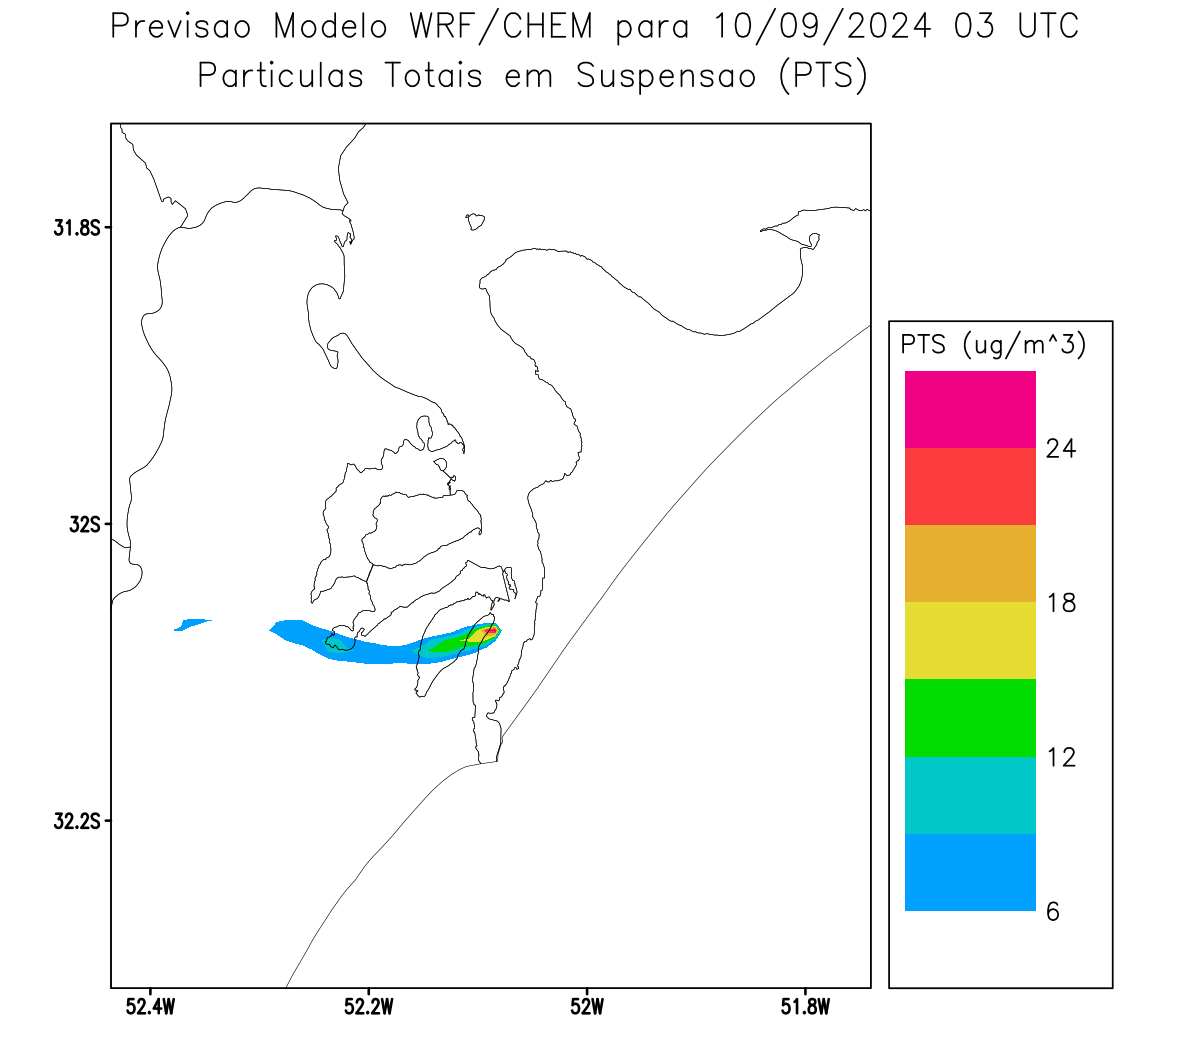 Previsao Modelo WRF/CHEM para 10/09/2024 03 UTC
Particulas Totais em Suspensao (PTS)
31.8S
32S
32.2S
52.4W
52.2W
52W
51.8W
PTS (ug/m^3)
24
18
12
6